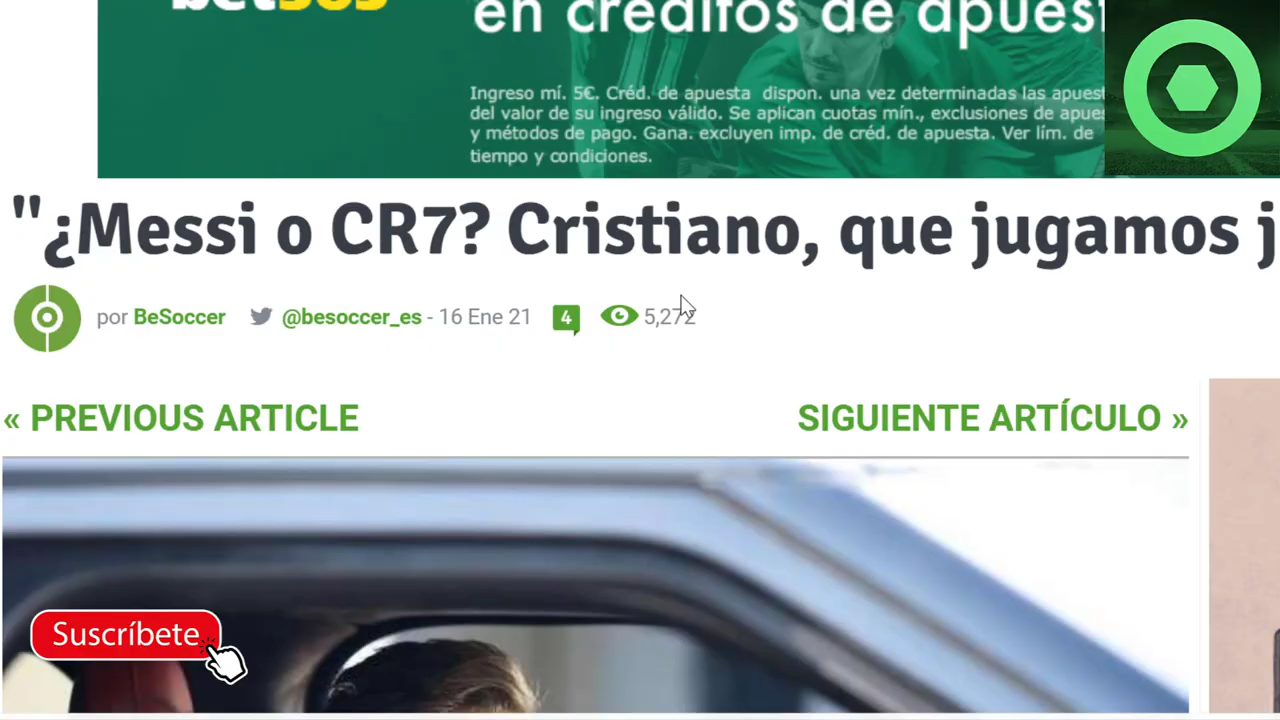 bet365
en créditos de apuest
Ingreso mí. 5€. Créd. de apuesta dispon. una vez determinadas las apuest
del valor de su ingreso válido. Se aplican cuotas mín., exclusiones de apues
y métodos de pago. Gana. excluyen imp. de créd. de apuesta. Ver lím. de
tiempo y condiciones.
"¿Messi o CR7? Cristiano, que jugamos j
por BeSoccer @besoccer_es - 16 Ene 21 4 5,272
« PREVIOUS ARTICLE SIGUIENTE ARTÍCULO »
Suscríbete